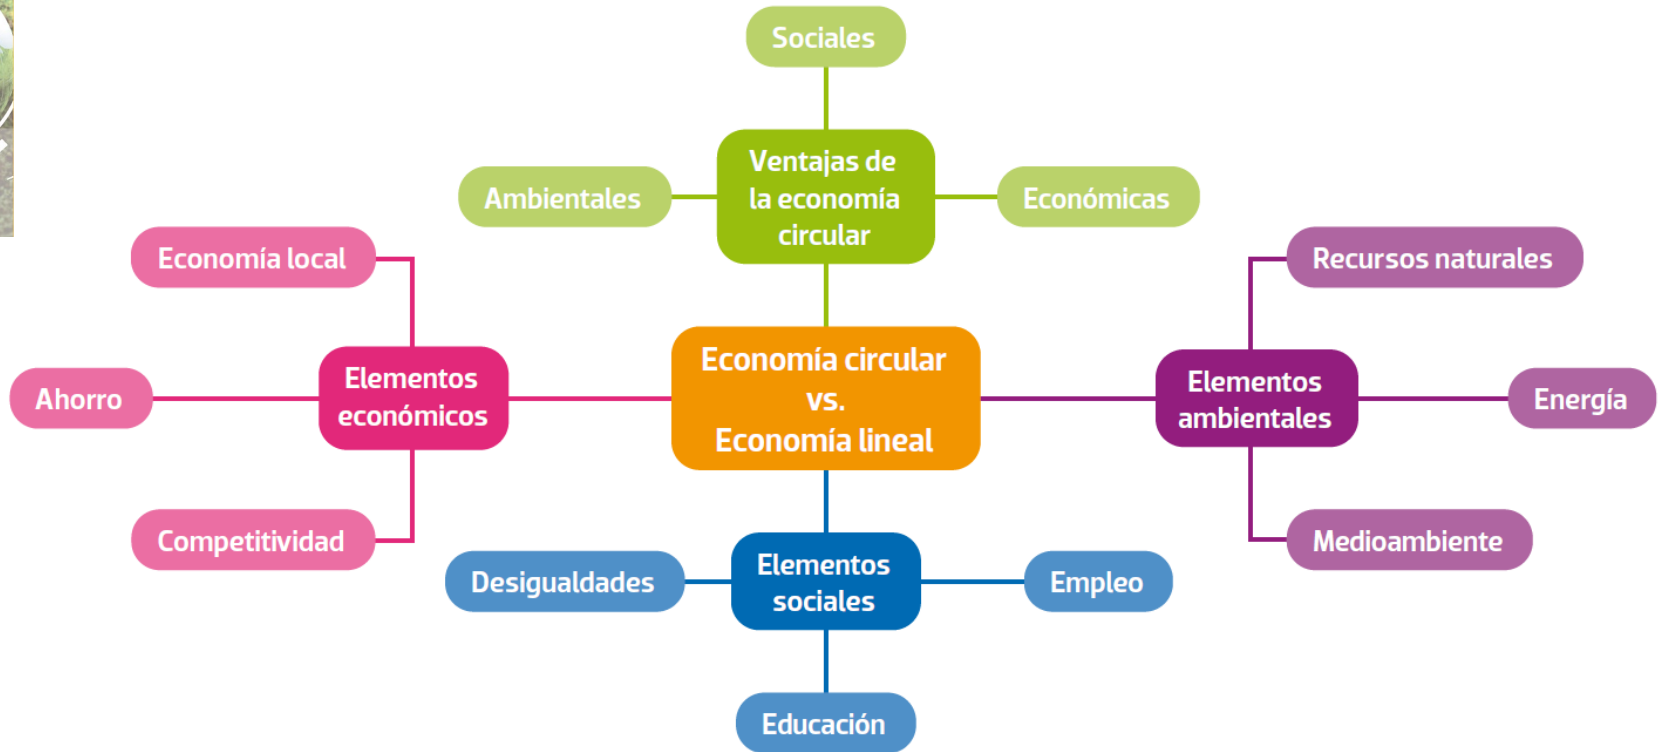 Sociales
Ventajas de
la economía
circular
Ambientales
Económicas
Economía local
Recursos naturales
Economía circular
vs.
Economía lineal
Elementos
económicos
Elementos
ambientales
Ahorro
Energía
Competitividad
Medioambiente
Elementos
sociales
Desigualdades
Empleo
Educación